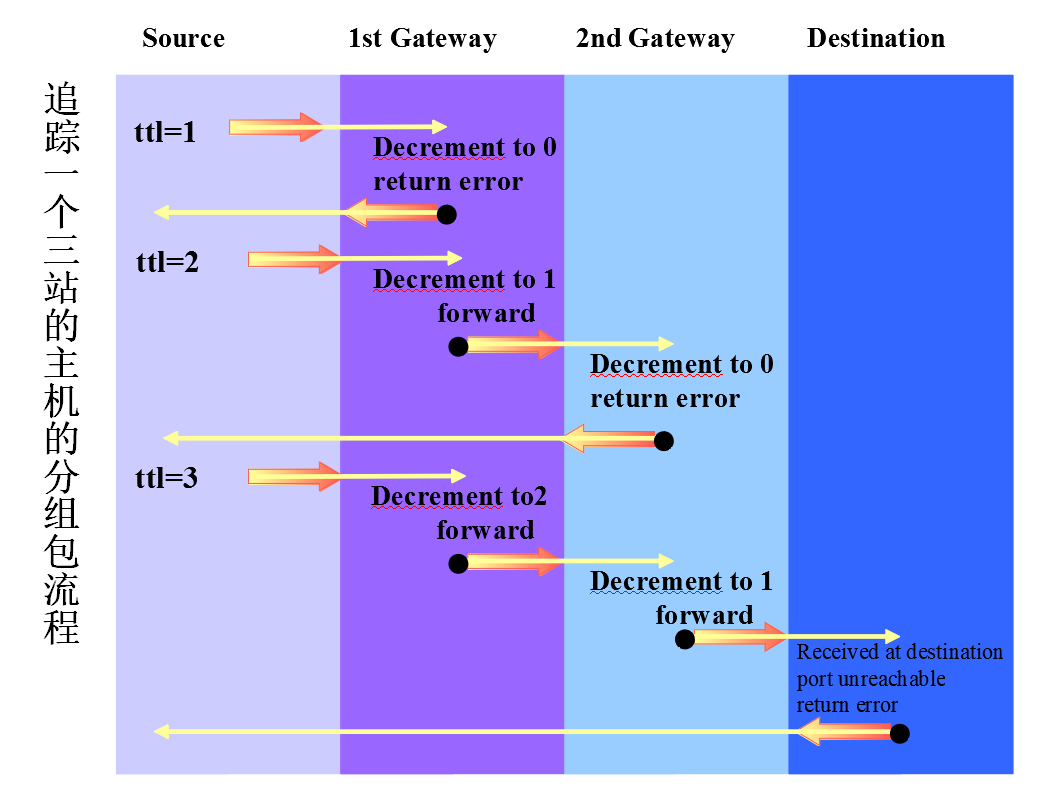 Source
1st Gateway
2nd Gateway
Destination
追踪一个三站的主机的分组包流程
ttl=1
Decrement to 0
return error
ttl=2
Decrement to 1
forward
Decrement to 0
return error
ttl=3
Decrement to2
forward
Decrement to 1
forward
Received at destination
port unreachable
return error